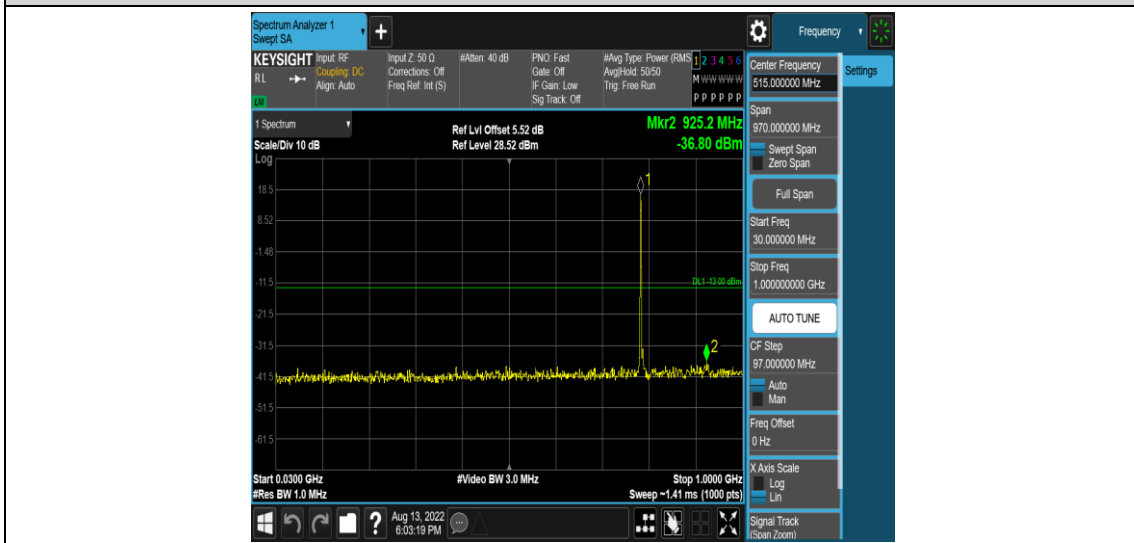 Spectrum Analyzer 1
Swept SA
+
Frequency
KEYSIGHT
RL
LXI
Input: RF
Coupling: DC
Align: Auto
Input Z: 50 Ω
Corrections: Off
Freq Ref: Int (S)
#Atten: 40 dB
PNO: Fast
Gate: Off
IF Gain: Low
Sig Track: Off
#Avg Type: Power (RMS
Avg|Hold: 50/50
Trig: Free Run
1 2 3 4 5 6
M W W W W W
P P P P P P
1 Spectrum
Scale/Div 10 dB
Log
Ref Lvl Offset 5.52 dB
Ref Level 28.52 dBm
Mkr2 925.2 MHz
-36.80 dBm
18.5
8.52
-1.48
-11.5
-21.5
-31.5
-41.5
-51.5
-61.5
1
DL1 -13.00 dBm
2
Start 0.0300 GHz
#Res BW 1.0 MHz
#Video BW 3.0 MHz
Stop 1.0000 GHz
Sweep ~1.41 ms (1000 pts)
?
Aug 13, 2022
6:03:19 PM
Center Frequency
515.000000 MHz
Settings
Span
970.000000 MHz
Swept Span
Zero Span
Full Span
Start Freq
30.000000 MHz
Stop Freq
1.000000000 GHz
AUTO TUNE
CF Step
97.000000 MHz
Auto
Man
Freq Offset
0 Hz
X Axis Scale
Log
Lin
Signal Track
(Span Zoom)